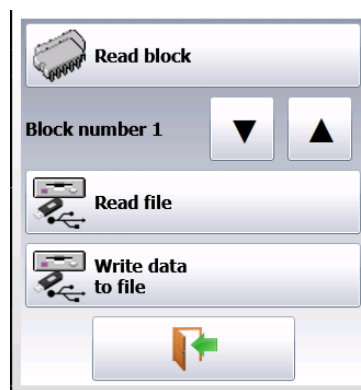 Read block
Block number 1
Read file
Write data
to file